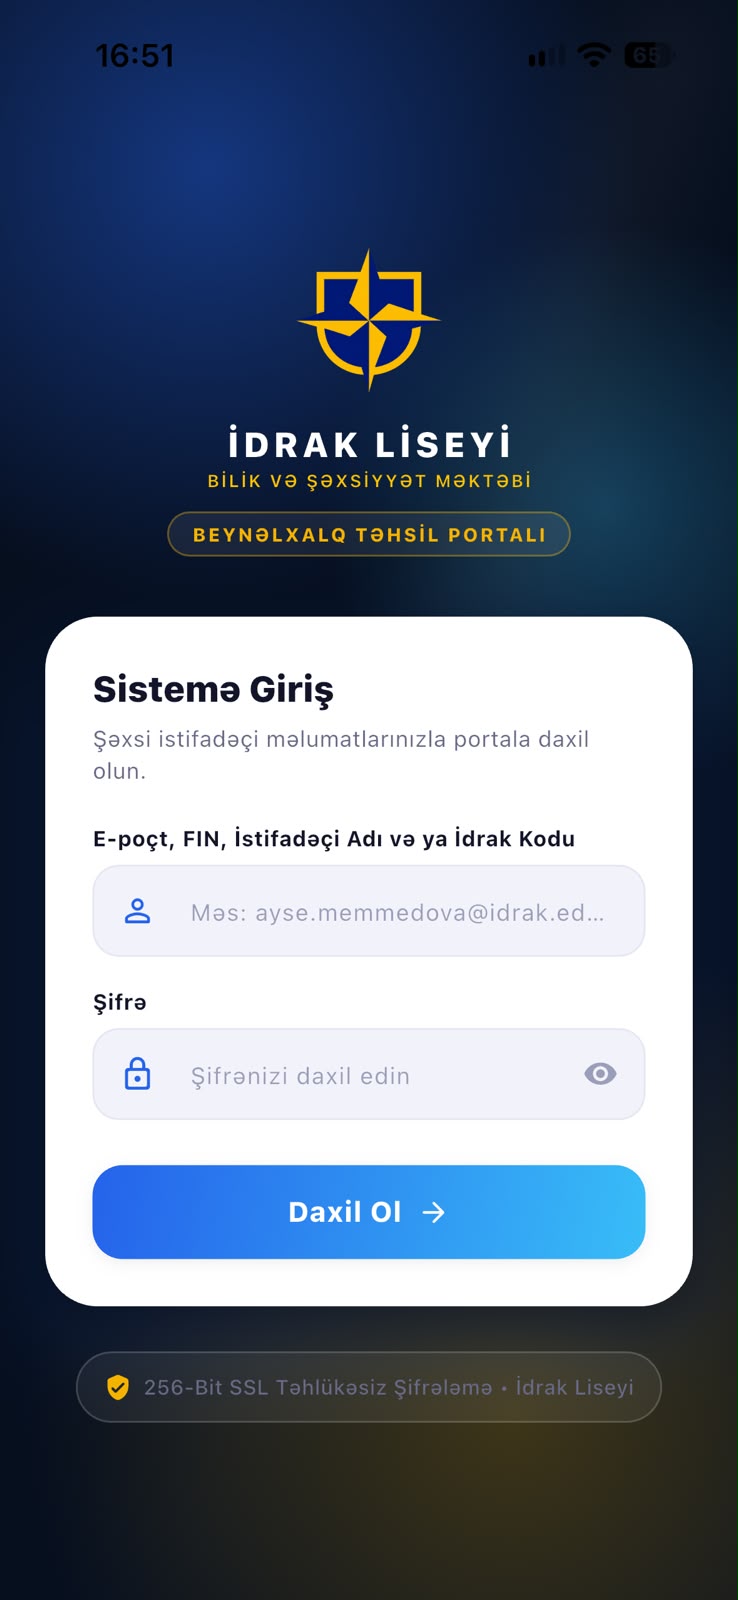 16:51
65
İDRAK LİSEYİ
BİLİK VƏ ŞƏXSİYYƏT MƏKTƏBİ
BEYNƏLXALQ TƏHSİL PORTALI
Sistemə Giriş
Şəxsi istifadəçi məlumatlarınızla portala daxil
olun.
E-poçt, FIN, İstifadəçi Adı və ya İdrak Kodu
Məs: ayse.memmedova@idrak.ed...
Şifrə
Şifrənizi daxil edin
Daxil Ol →
256-Bit SSL Təhlükəsiz Şifrələmə • İdrak Liseyi